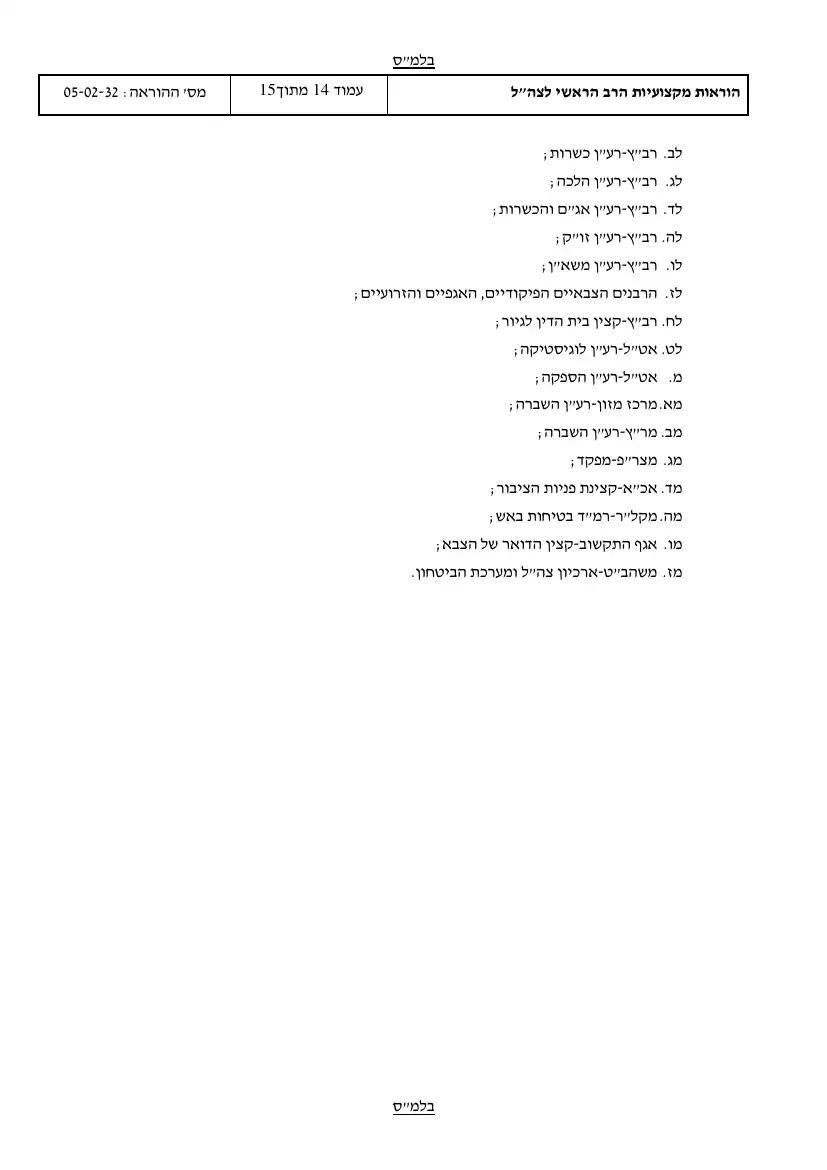 בלמ"ס
הוראות מקצועיות הרב הראשי לצה"ל עמוד 14 מתוך 15 מס' ההוראה: 05-02-32
לב. רב"ץ-רע"ן כשרות;
לג. רב"ץ-רע"ן הלכה;
לד. רב"ץ-רע"ן אג"ם והכשרות;
לה. רב"ץ-רע"ן זו"ק;
לו. רב"ץ-רע"ן משא"ן;
לז. הרבנים הצבאיים הפיקודיים, האגפיים והזרועיים;
לח. רב"ץ-קצין בית הדין לגיור;
לט. אט"ל-רע"ן לוגיסטיקה;
מ. אט"ל-רע"ן הספקה;
מא. מרכז מזון-רע"ן השברה;
מב. מר"ץ-רע"ן השברה;
מג. מצר"פ-מפקד;
מד. אכ"א-קצינת פניות הציבור;
מה. מקל"ר-רמ"ד בטיחות באש;
מו. אגף התקשוב-קצין הדואר של הצבא;
מז. משהב"ט-ארכיון צה"ל ומערכת הביטחון.
בלמ"ס